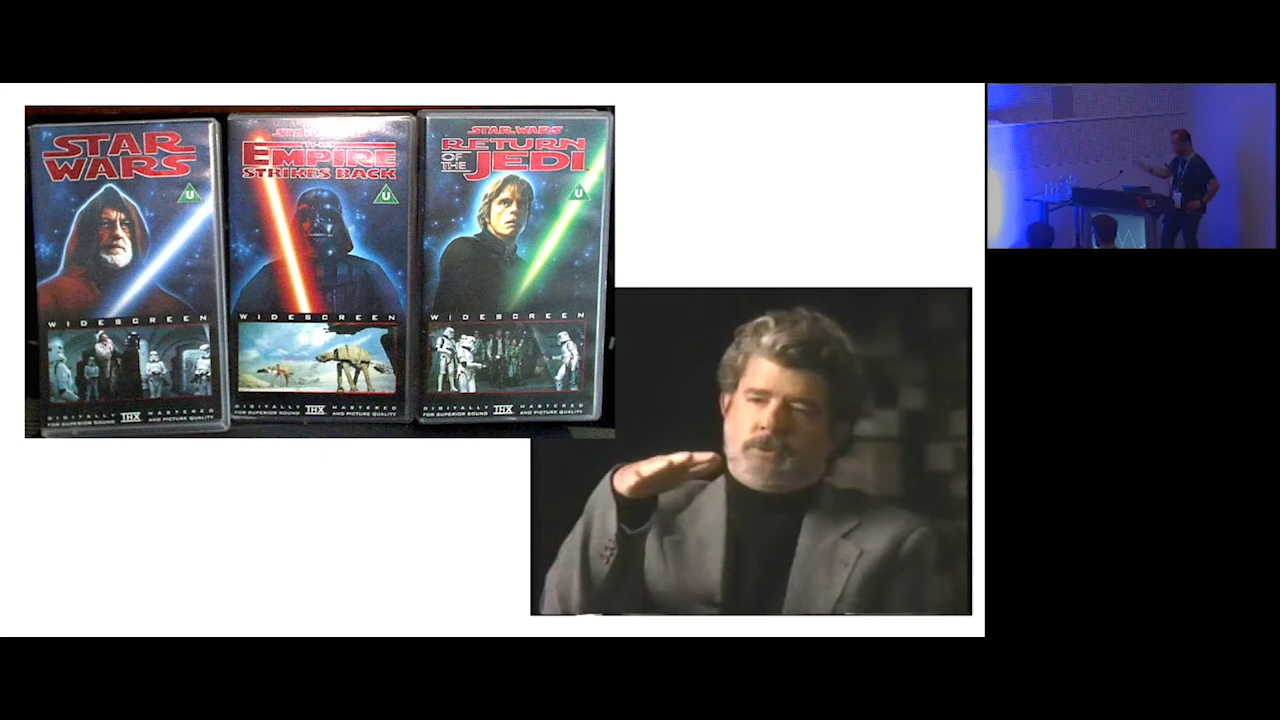 STAR
WARS
U
WIDESCREEN
DIGITALLY THX MASTERED
FOR SUPERIOR SOUND AND PICTURE QUALITY
STAR WARS
THE
EMPIRE
STRIKES BACK
U
WIDESCREEN
DIGITALLY THX MASTERED
FOR SUPERIOR SOUND AND PICTURE QUALITY
STAR WARS
RETURN
OF THE JEDI
U
WIDESCREEN
DIGITALLY THX MASTERED
FOR SUPERIOR SOUND AND PICTURE QUALITY